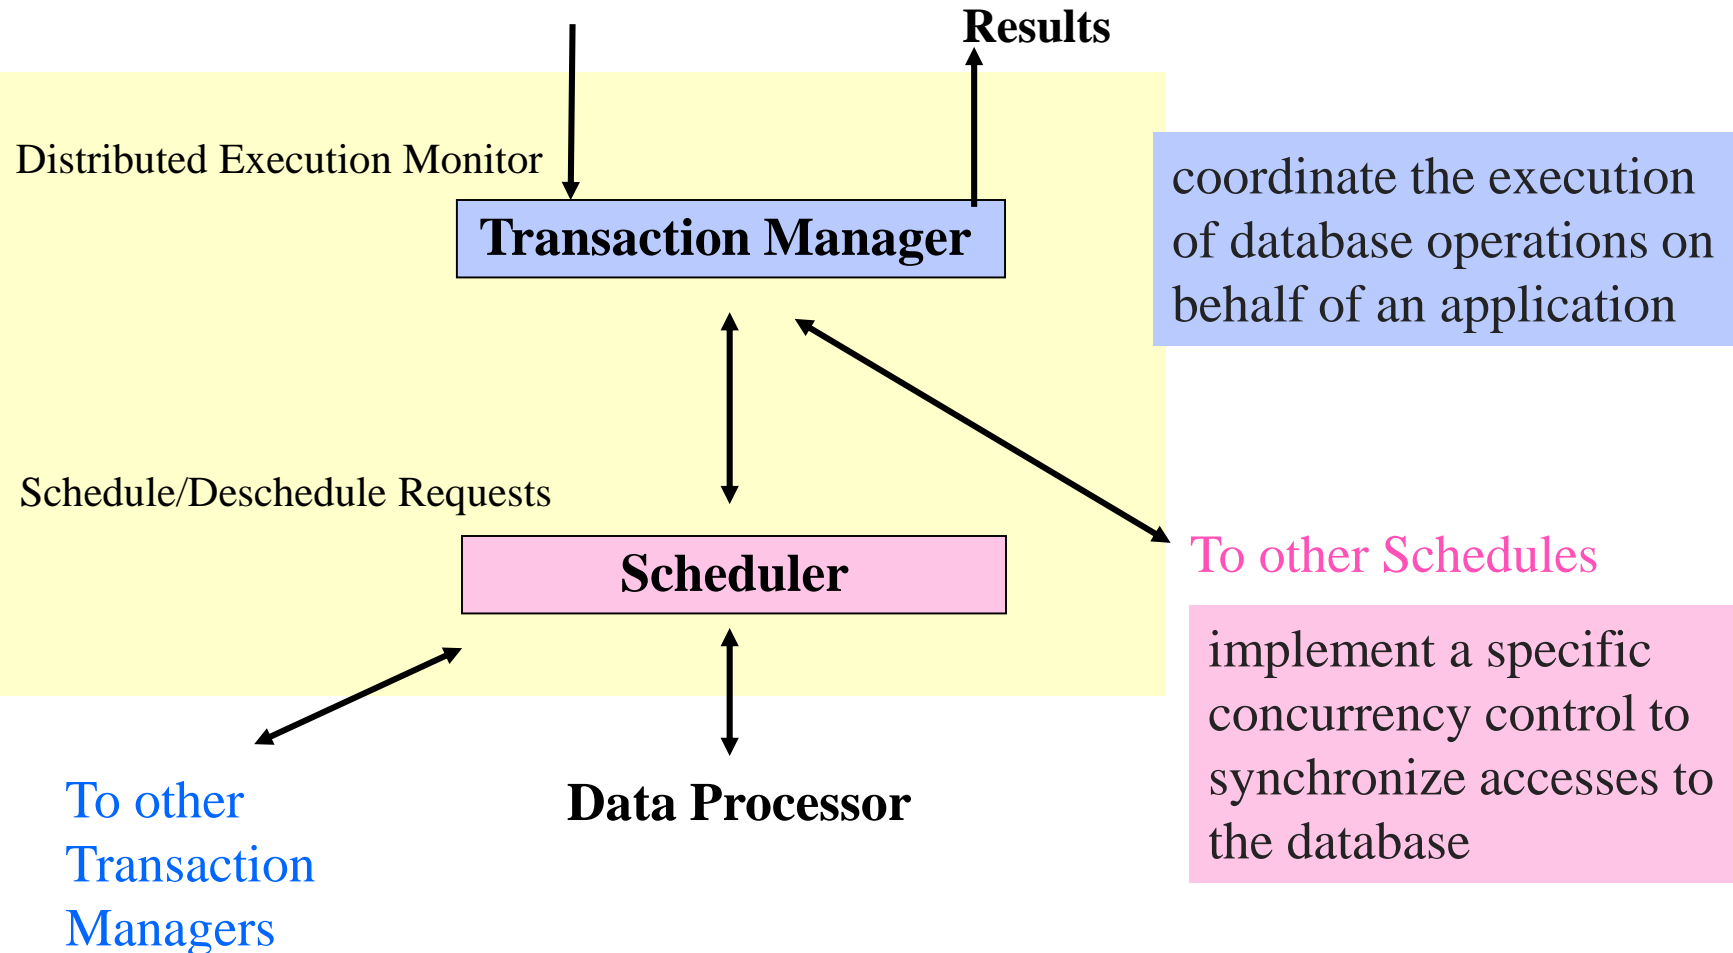 Results
Distributed Execution Monitor
Transaction Manager
coordinate the execution
of database operations on
behalf of an application
Schedule/Deschedule Requests
Scheduler
To other Schedules
implement a specific
concurrency control to
synchronize accesses to
the database
To other
Transaction
Managers
Data Processor